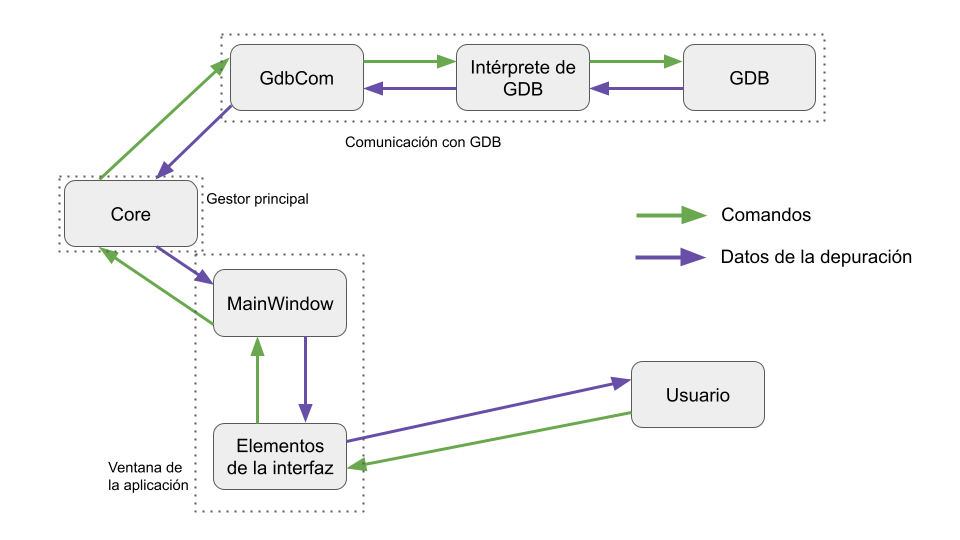 GdbCom
Intérprete de
GDB
GDB
Comunicación con GDB
Core
Gestor principal
Comandos
Datos de la depuración
MainWindow
Usuario
Elementos
de la interfaz
Ventana de
la aplicación